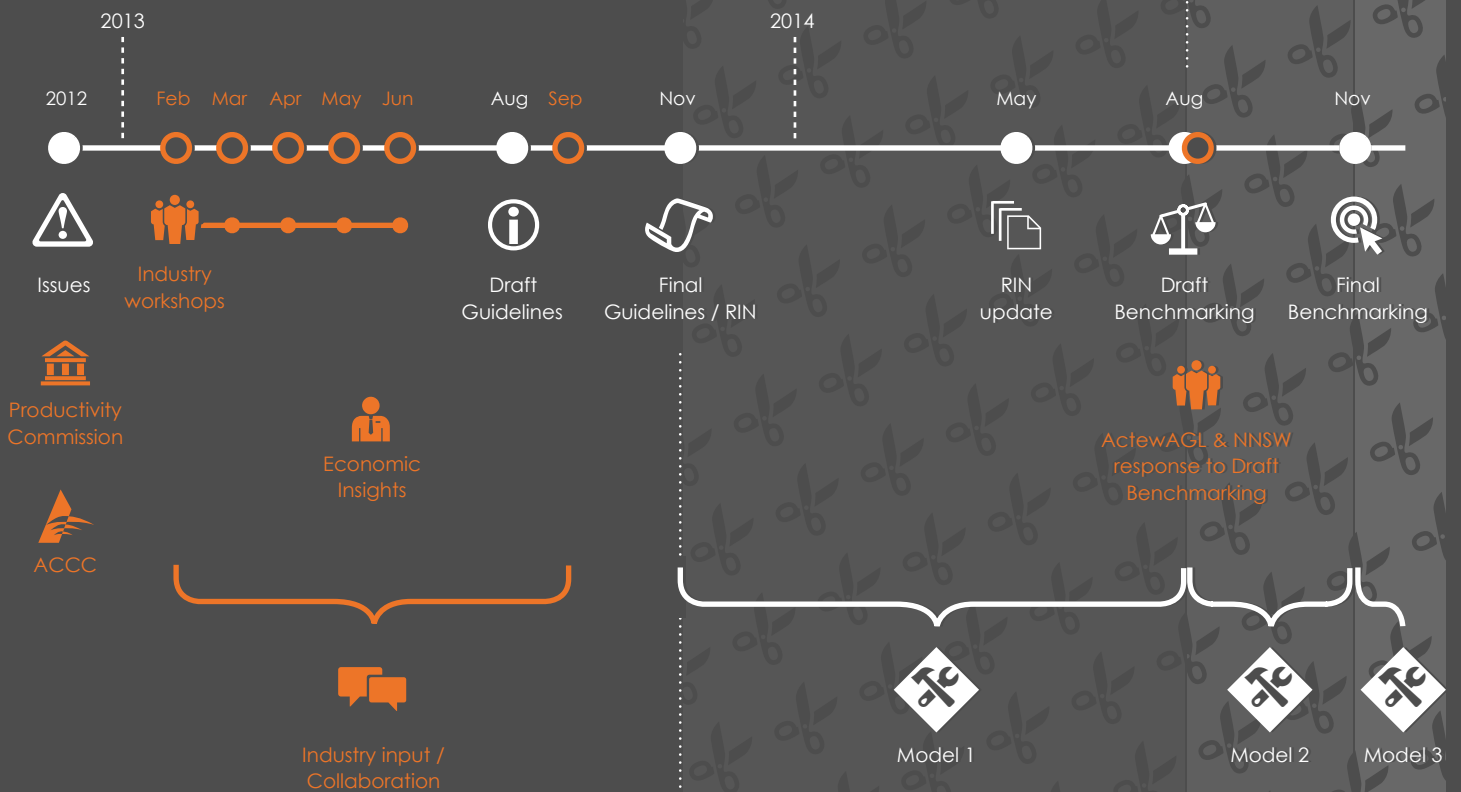 2013
2014
2012
Feb
Mar
Apr
May
Jun
Aug
Sep
Nov
May
Aug
Nov
Issues
Industry
workshops
Draft
Guidelines
Final
Guidelines / RIN
RIN
update
Draft
Benchmarking
Final
Benchmarking
Productivity
Commission
Economic
Insights
ActewAGL & NNSW
response to Draft
Benchmarking
ACCC
Industry input /
Collaboration
Model 1
Model 2
Model 3